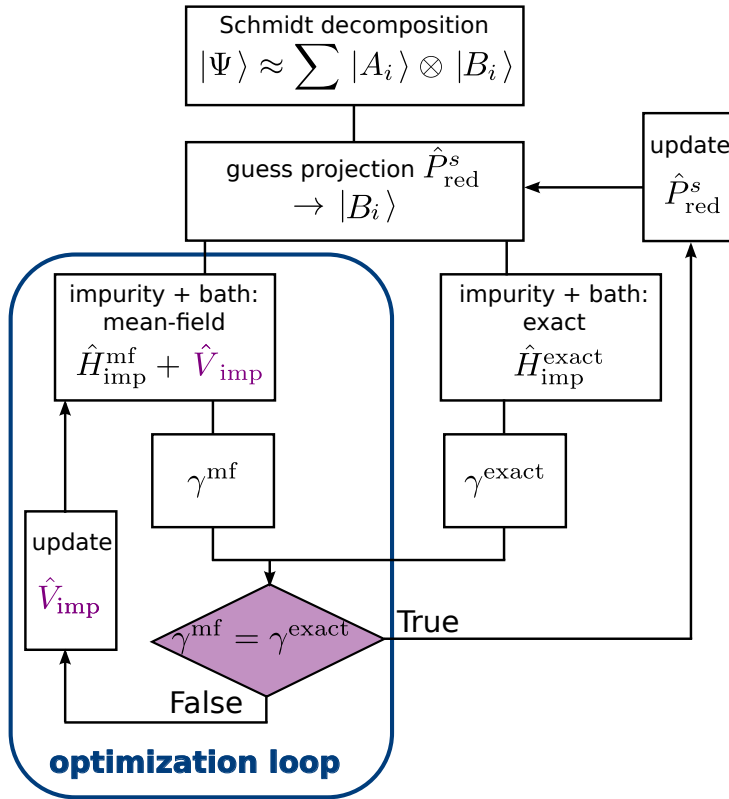 Schmidt decomposition
|Ψ⟩ ≈ ∑ |A_i⟩ ⊗ |B_i⟩
guess projection P̂^s_red
→ |B_i⟩
update
P̂^s_red
impurity + bath:
mean-field
Ĥ^mf_imp + V̂_imp
impurity + bath:
exact
Ĥ^exact_imp
γ^mf
γ^exact
update
V̂_imp
γ^mf = γ^exact
True
False
optimization loop